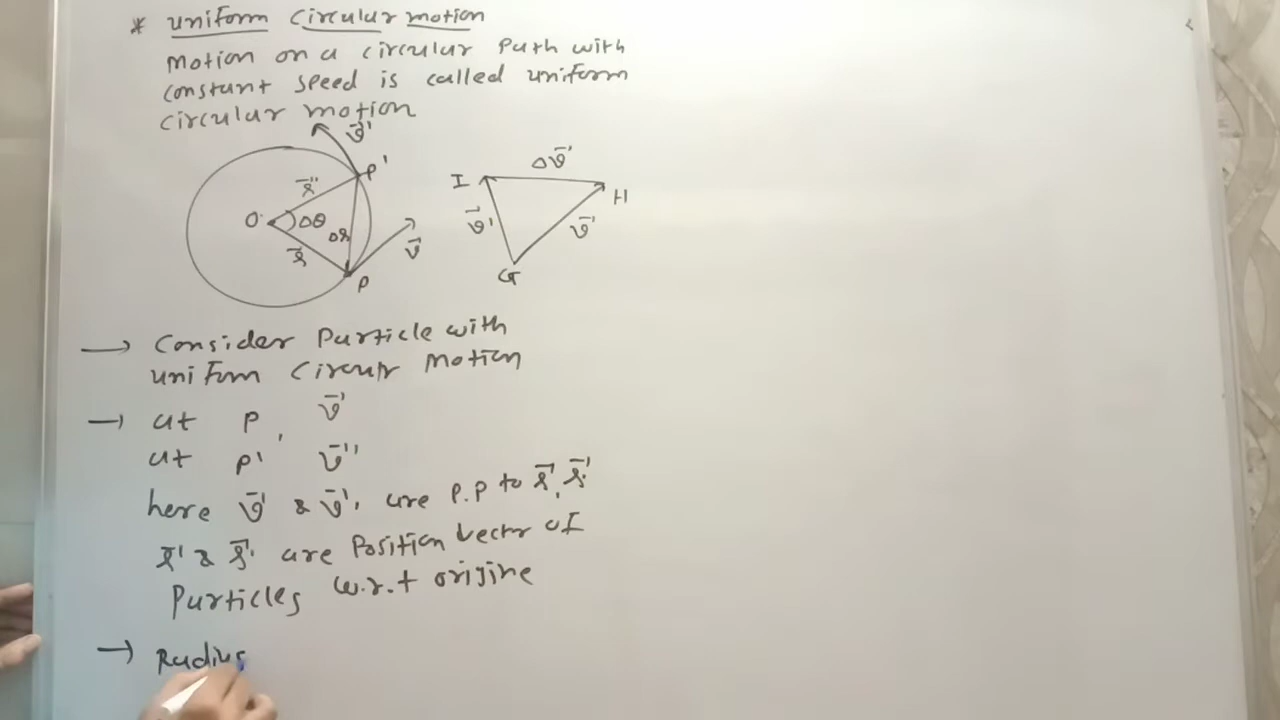 * uniform circular motion
motion on a circular path with
constant speed is called uniform
circular motion
v⃗'
P'
r⃗'
O
Δθ
Δr
r⃗
v⃗
P
Δv⃗
I
H
v⃗'
v⃗
G
→ Consider Particle with
uniform circulr motion
→ at P, v⃗
at P' v⃗'
here v⃗ & v⃗', are P.P to r⃗, r⃗'
r⃗ & r⃗' are Position vector of
Particles w.r.t origine
→ Radius